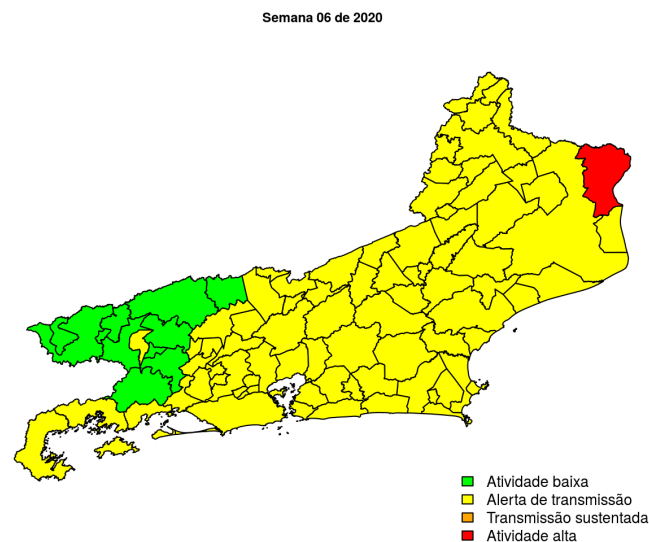 Semana 06 de 2020
Atividade baixa
Alerta de transmissão
Transmissão sustentada
Atividade alta